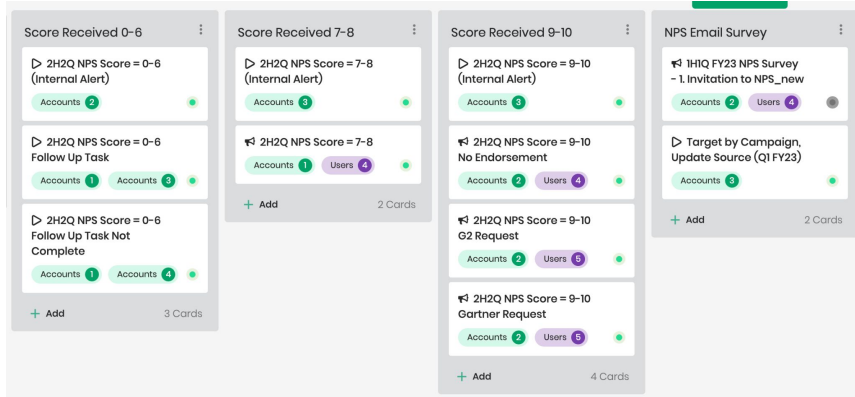 Score Received 0-6
2H2Q NPS Score = 0-6
(Internal Alert)
Accounts 2
2H2Q NPS Score = 0-6
Follow Up Task
Accounts 1 Accounts 3
2H2Q NPS Score = 0-6
Follow Up Task Not
Complete
Accounts 1 Accounts 4
+ Add 3 Cards
Score Received 7-8
2H2Q NPS Score = 7-8
(Internal Alert)
Accounts 3
2H2Q NPS Score = 7-8
Accounts 1 Users 4
+ Add 2 Cards
Score Received 9-10
2H2Q NPS Score = 9-10
(Internal Alert)
Accounts 3
2H2Q NPS Score = 9-10
No Endorsement
Accounts 2 Users 4
2H2Q NPS Score = 9-10
G2 Request
Accounts 2 Users 5
2H2Q NPS Score = 9-10
Gartner Request
Accounts 2 Users 5
+ Add 4 Cards
NPS Email Survey
1H1Q FY23 NPS Survey
- 1. Invitation to NPS_new
Accounts 2 Users 4
Target by Campaign,
Update Source (Q1 FY23)
Accounts 3
+ Add 2 Cards